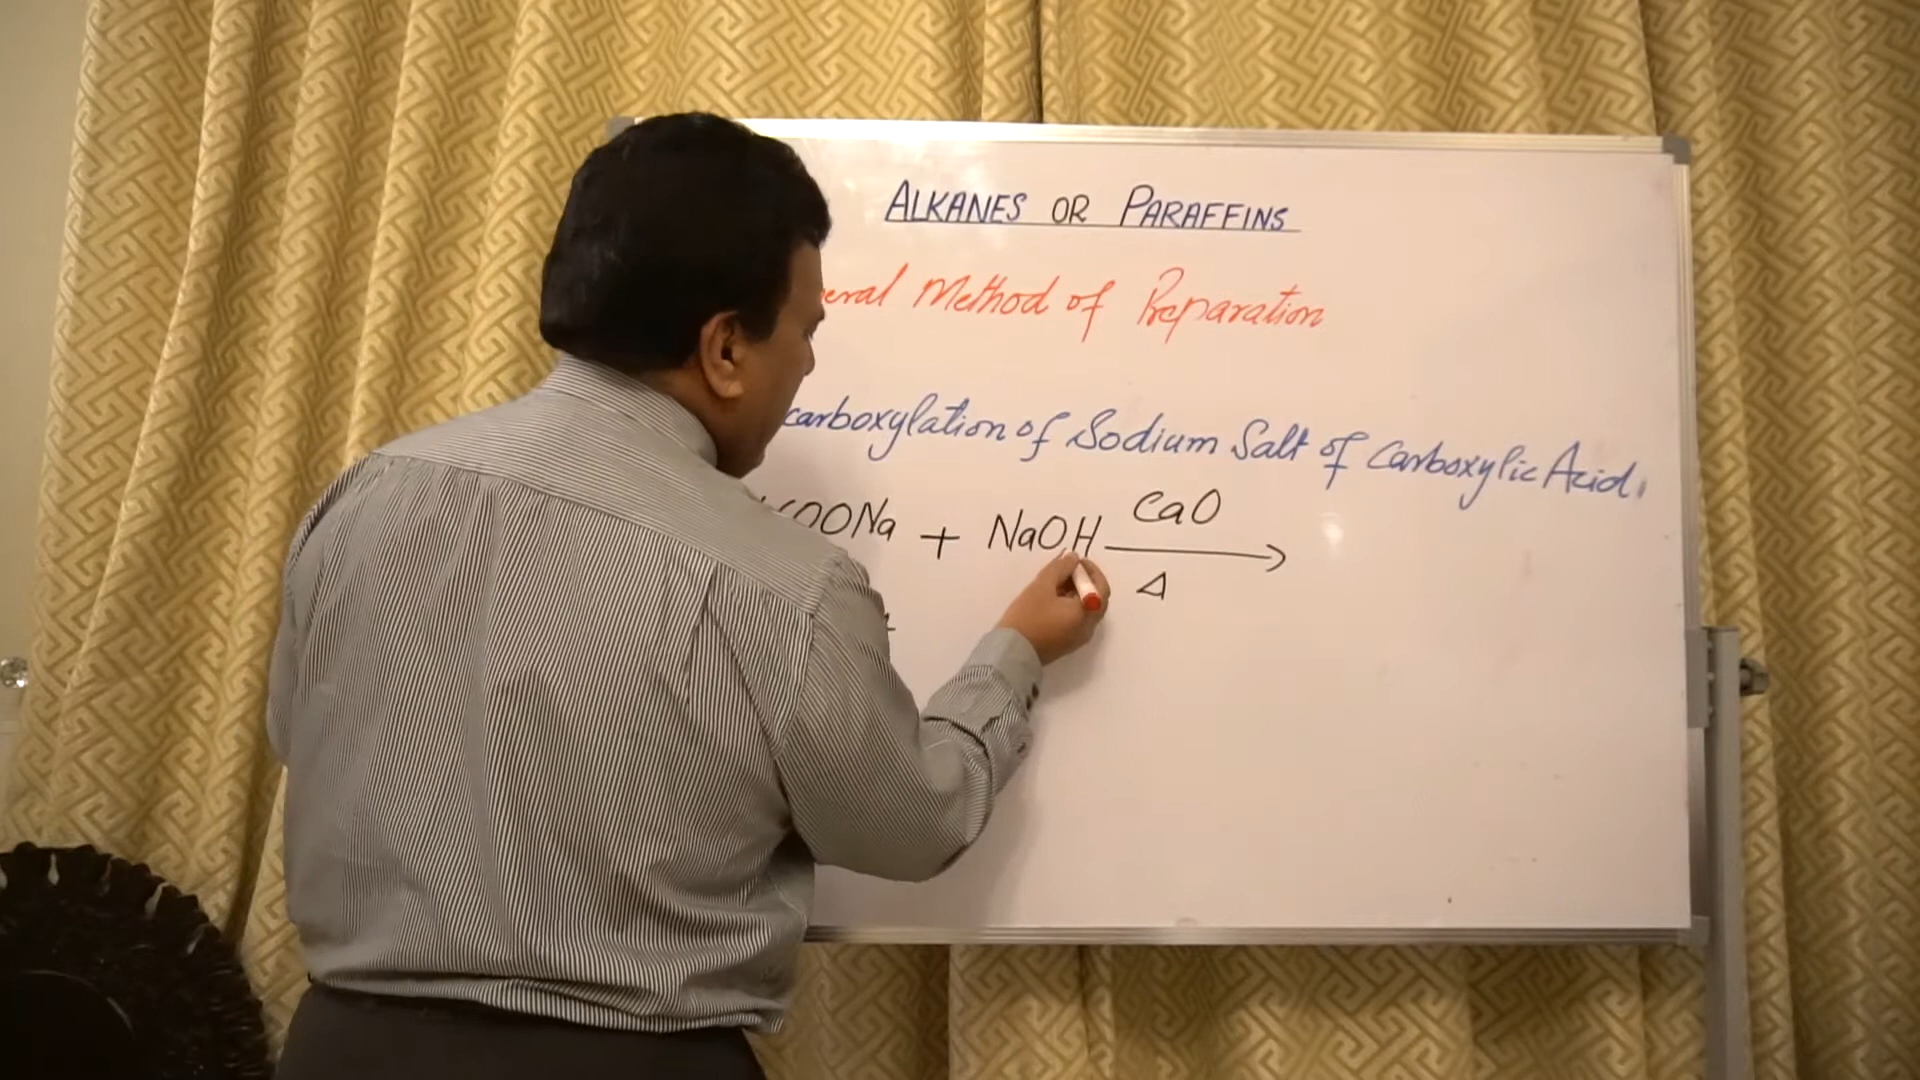 ALKANES OR PARAFFINS
eral Method of Preparation
carboxylation of Sodium Salt of Carboxylic Acid.
COONa + NaOH CaO
Δ